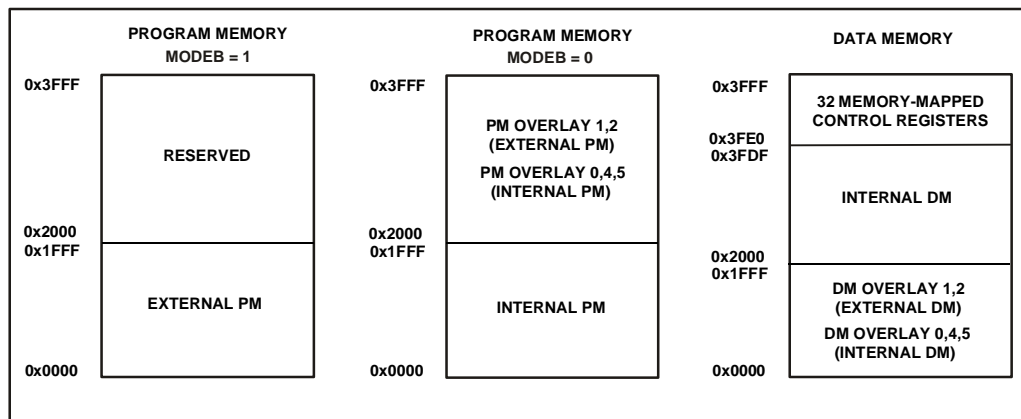 PROGRAM MEMORY
MODEB = 1
0x3FFF
RESERVED
0x2000
0x1FFF
EXTERNAL PM
0x0000
PROGRAM MEMORY
MODEB = 0
0x3FFF
PM OVERLAY 1,2
(EXTERNAL PM)
PM OVERLAY 0,4,5
(INTERNAL PM)
0x2000
0x1FFF
INTERNAL PM
0x0000
DATA MEMORY
0x3FFF
32 MEMORY-MAPPED
CONTROL REGISTERS
0x3FE0
0x3FDF
INTERNAL DM
0x2000
0x1FFF
DM OVERLAY 1,2
(EXTERNAL DM)
DM OVERLAY 0,4,5
(INTERNAL DM)
0x0000